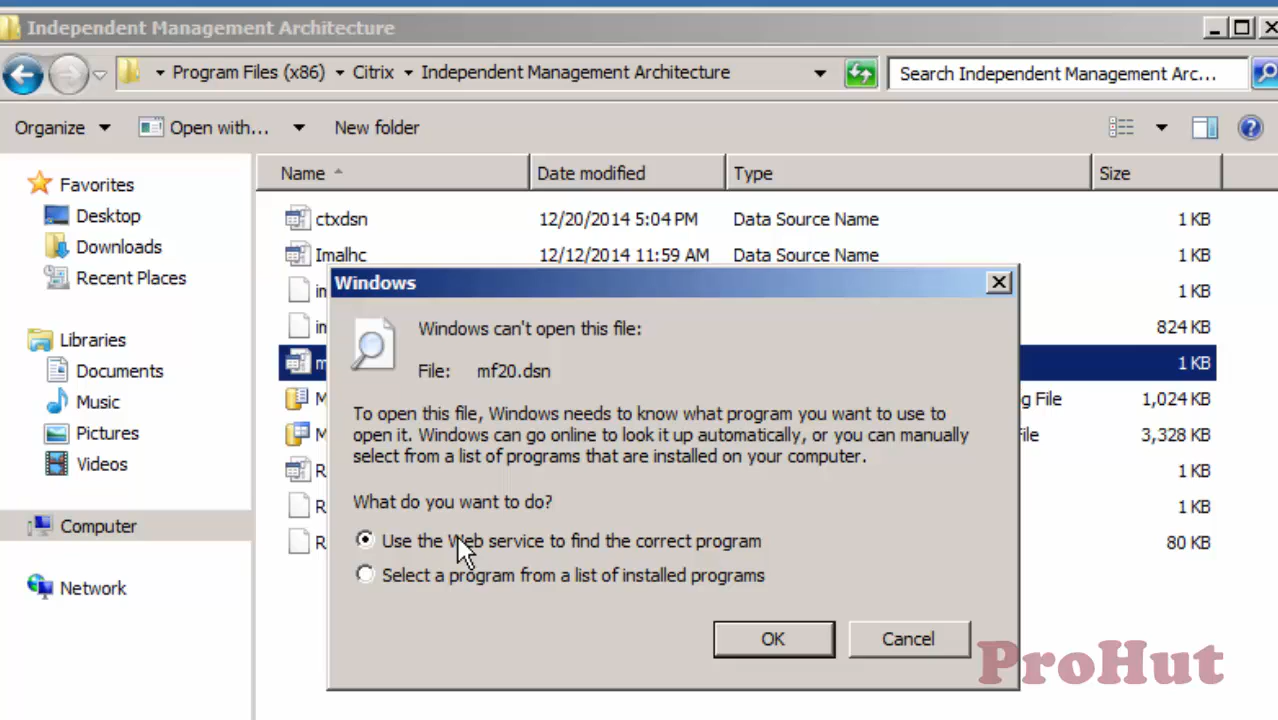 Independent Management Architecture
Program Files (x86) Citrix Independent Management Architecture
Search Independent Management Arc...
Organize Open with... New folder
Name Date modified Type Size
Favorites
Desktop
Downloads
Recent Places
Libraries
Documents
Music
Pictures
Videos
Computer
Network
ctxdsn 12/20/2014 5:04 PM Data Source Name 1 KB
Imalhc 12/12/2014 11:59 AM Data Source Name 1 KB
1 KB
824 KB
1 KB
g File 1,024 KB
3,328 KB
R 1 KB
R 1 KB
R 80 KB
Windows
Windows can't open this file:
File: mf20.dsn
To open this file, Windows needs to know what program you want to use to
open it. Windows can go online to look it up automatically, or you can manually
select from a list of programs that are installed on your computer.
What do you want to do?
Use the Web service to find the correct program
Select a program from a list of installed programs
OK Cancel
ProHut